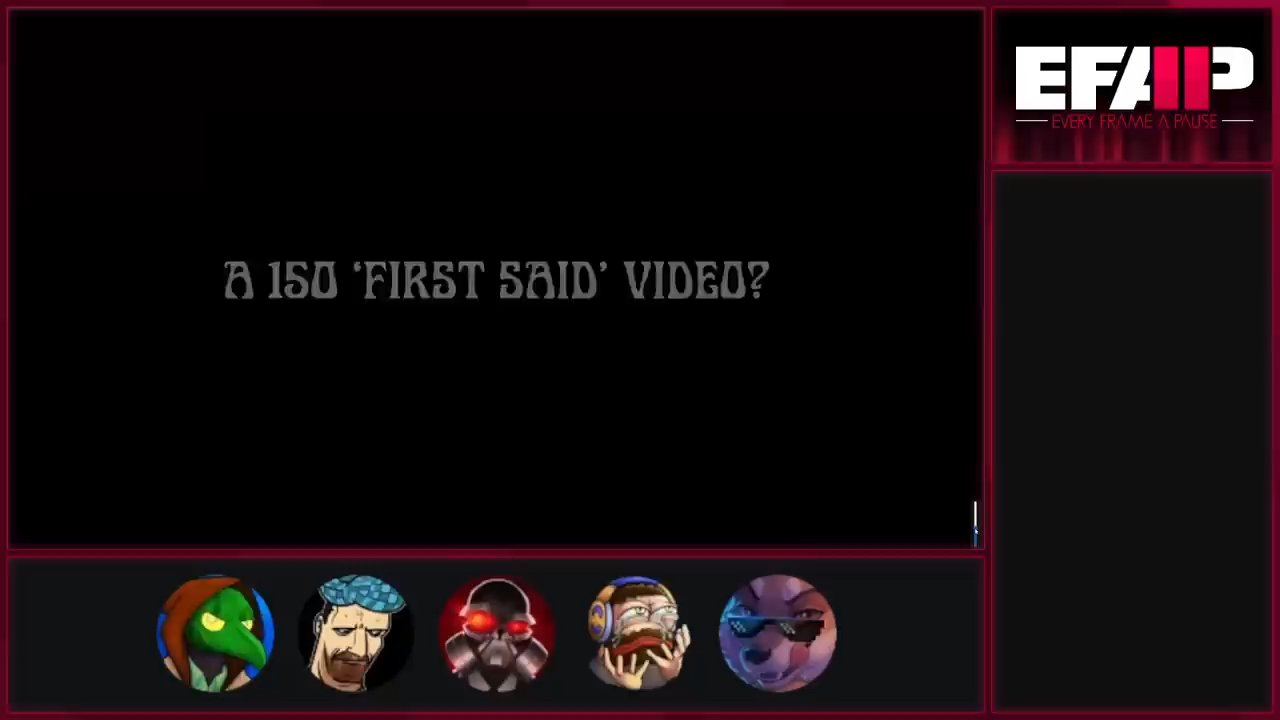 A 150 ‘FIRST SAID’ VIDEO?
EFAP
EVERY FRAME A PAUSE